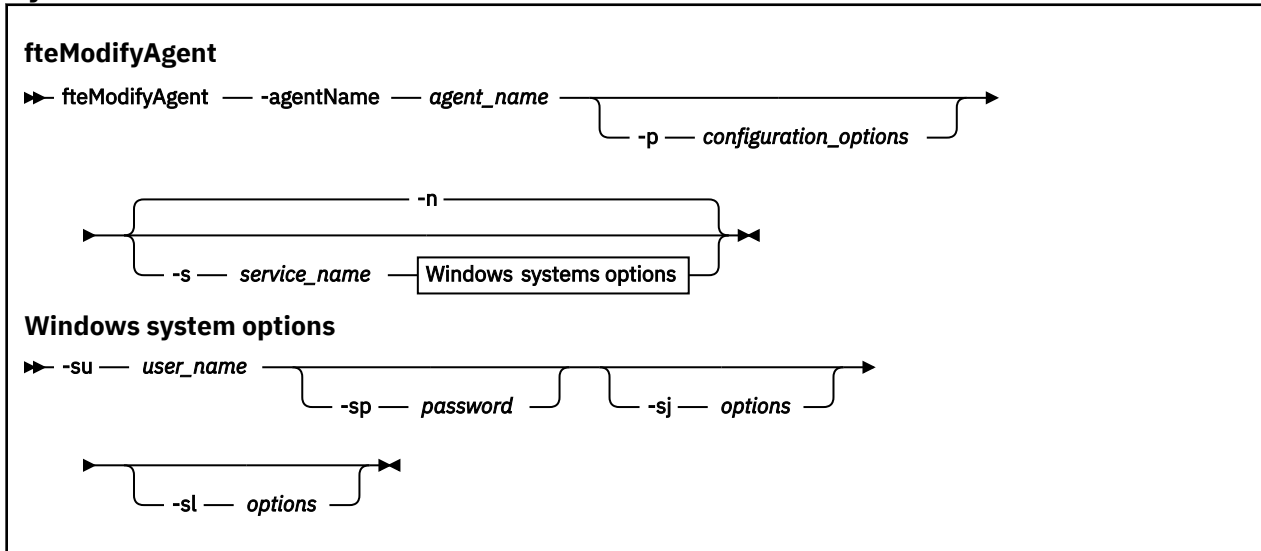 fteModifyAgent
fteModifyAgent -agentName agent_name
-p configuration_options
-n
-s service_name Windows systems options
Windows system options
-su user_name
-sp password -sj options
-sl options